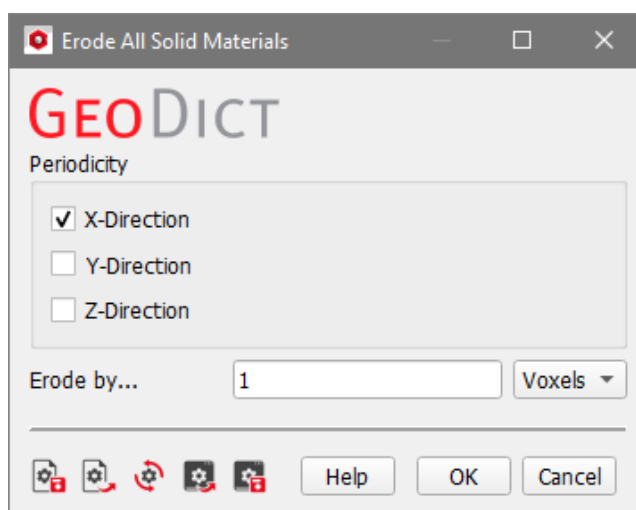 Erode All Solid Materials
GEODICT
Periodicity
X-Direction
Y-Direction
Z-Direction
Erode by... 1 Voxels
Help OK Cancel